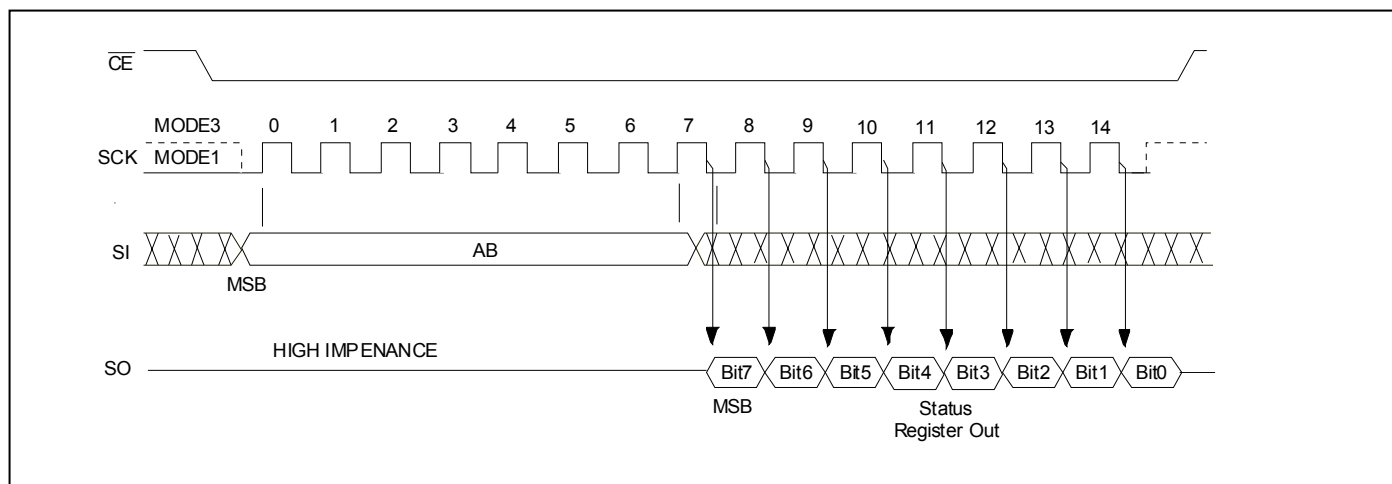 CE
MODE3 0 1 2 3 4 5 6 7 8 9 10 11 12 13 14
SCK MODE1
SI AB
MSB
HIGH IMPENANCE
SO Bit7 Bit6 Bit5 Bit4 Bit3 Bit2 Bit1 Bit0
MSB Status
Register Out